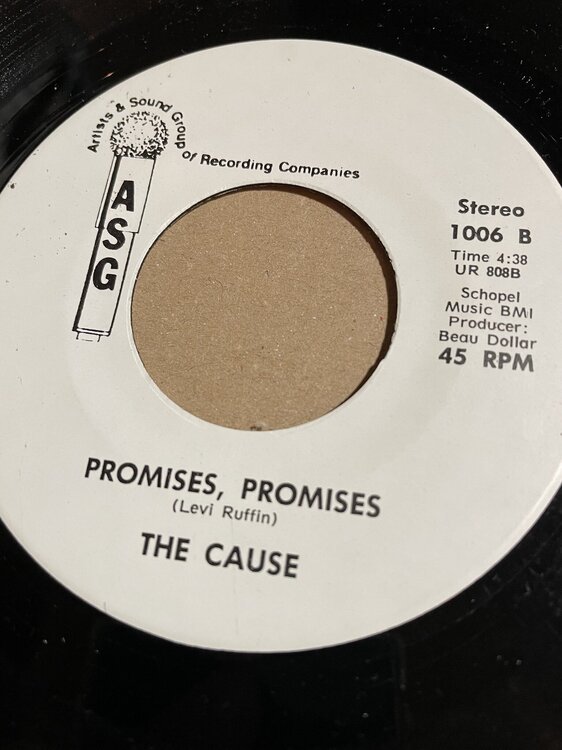 Artists & Sound Group of Recording Companies
ASG
Stereo
1006 B
Time 4:38
UR 808B
Schopel
Music BMI
Producer:
Beau Dollar
45 RPM
PROMISES, PROMISES
(Levi Ruffin)
THE CAUSE